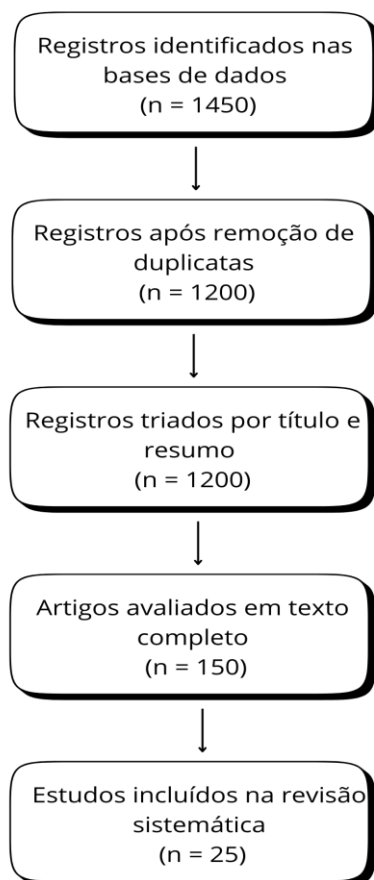 Registros identificados nas
bases de dados
(n = 1450)
Registros após remoção de
duplicatas
(n = 1200)
Registros triados por título e
resumo
(n = 1200)
Artigos avaliados em texto
completo
(n = 150)
Estudos incluídos na revisão
sistemática
(n = 25)